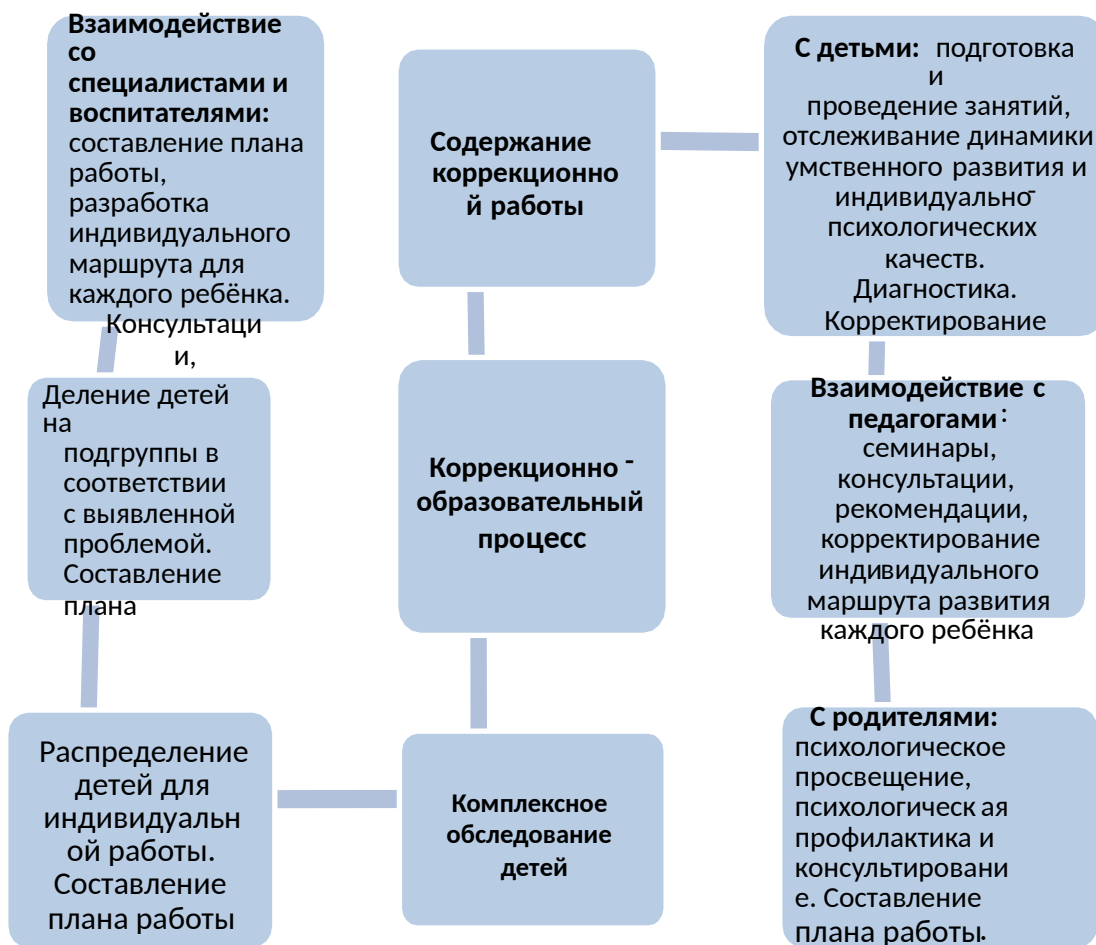 Взаимодействие
со
специалистами и
воспитателями:
составление плана
работы,
разработка
индивидуального
маршрута для
каждого ребёнка.
Консультаци
и,
Деление детей
на
подгруппы в
соответствии
с выявленной
проблемой.
Составление
плана
Распределение
детей для
индивидуальн
ой работы.
Составление
плана работы
Содержание
коррекционно
й работы
Коррекционно -
образовательный
процесс
Комплексное
обследование
детей
С детьми: подготовка
и
проведение занятий,
отслеживание динамики
умственного развития и
индивидуально-
психологических
качеств.
Диагностика.
Корректирование
Взаимодействие с
педагогами:
семинары,
консультации,
рекомендации,
корректирование
индивидуального
маршрута развития
каждого ребёнка
С родителями:
психологическое
просвещение,
психологическ ая
профилактика и
консультировани
е. Составление
плана работы.